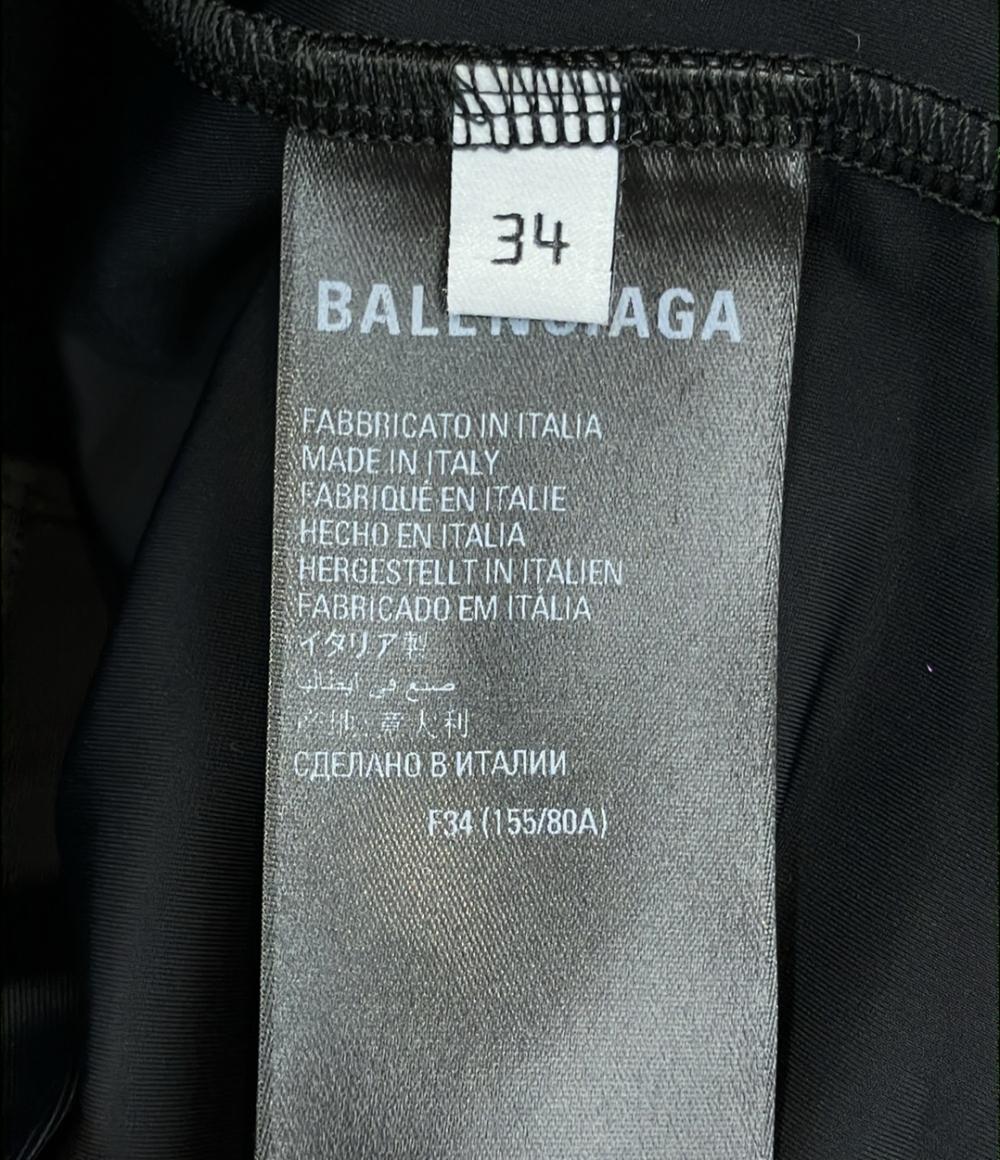 34
BALENCIAGA
FABBRICATO IN ITALIA
MADE IN ITALY
FABRIQUÉ EN ITALIE
HECHO EN ITALIA
HERGESTELLT IN ITALIEN
FABRICADO EM ITÁLIA
イタリア製
صنع في ايطاليا
产地:意大利
СДЕЛАНО В ИТАЛИИ
F34 (155/80A)